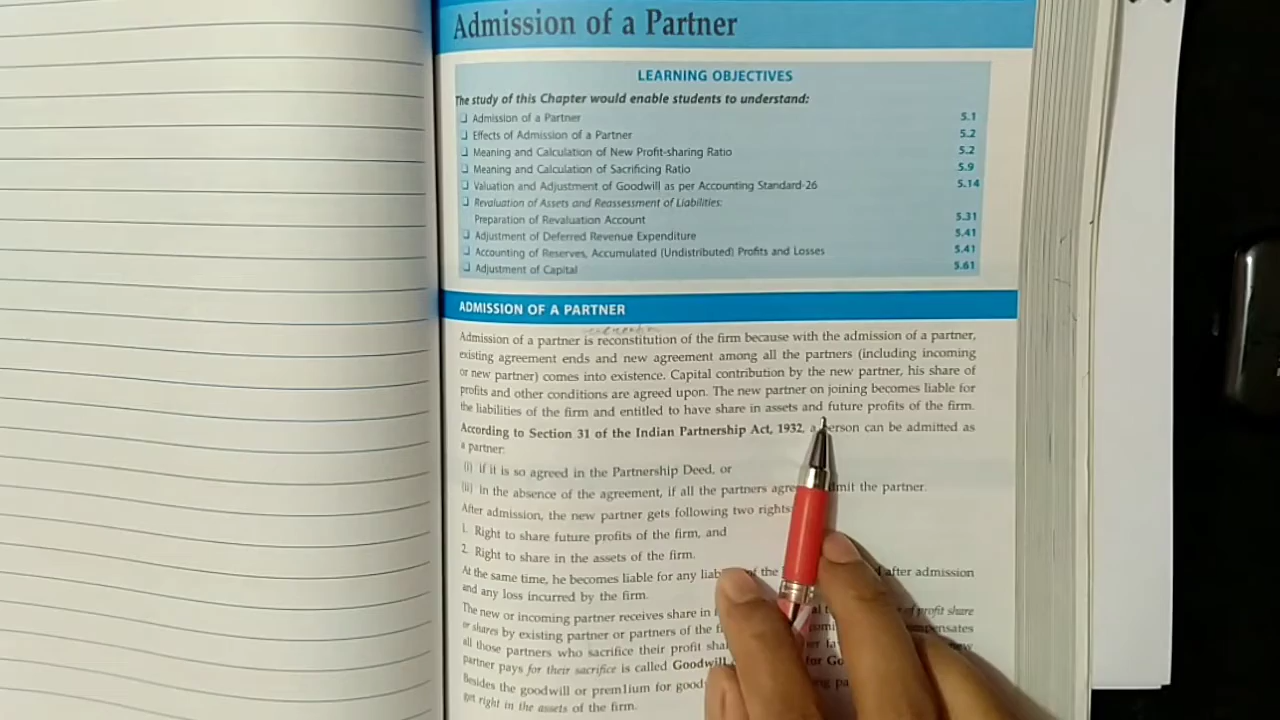 Admission of a Partner
LEARNING OBJECTIVES
The study of this Chapter would enable students to understand:
❑ Admission of a Partner 5.1
❑ Effects of Admission of a Partner 5.2
❑ Meaning and Calculation of New Profit-sharing Ratio 5.2
❑ Meaning and Calculation of Sacrificing Ratio 5.9
❑ Valuation and Adjustment of Goodwill as per Accounting Standard-26 5.14
❑ Revaluation of Assets and Reassessment of Liabilities:
Preparation of Revaluation Account 5.31
❑ Adjustment of Deferred Revenue Expenditure 5.41
❑ Accounting of Reserves, Accumulated (Undistributed) Profits and Losses 5.41
❑ Adjustment of Capital 5.61
ADMISSION OF A PARTNER
Admission of a partner is reconstitution of the firm because with the admission of a partner,
existing agreement ends and new agreement among all the partners (including incoming
or new partner) comes into existence. Capital contribution by the new partner, his share of
profits and other conditions are agreed upon. The new partner on joining becomes liable for
the liabilities of the firm and entitled to have share in assets and future profits of the firm.
According to Section 31 of the Indian Partnership Act, 1932, a person can be admitted as
a partner:
(i) if it is so agreed in the Partnership Deed, or
(ii) in the absence of the agreement, if all the partners admit the partner.
After admission, the new partner gets following two rights:
1. Right to share future profits of the firm, and
2. Right to share in the assets of the firm.
At the same time, he becomes liable for any of the after admission
and any loss incurred by the firm.
The new or incoming partner receives share in of profit share
or shares by existing partner or partners of the
all those partners who sacrifice their profit
partner pays for their sacrifice is called Goodwill for
Besides the goodwill or premium for
get right in the assets of the firm.